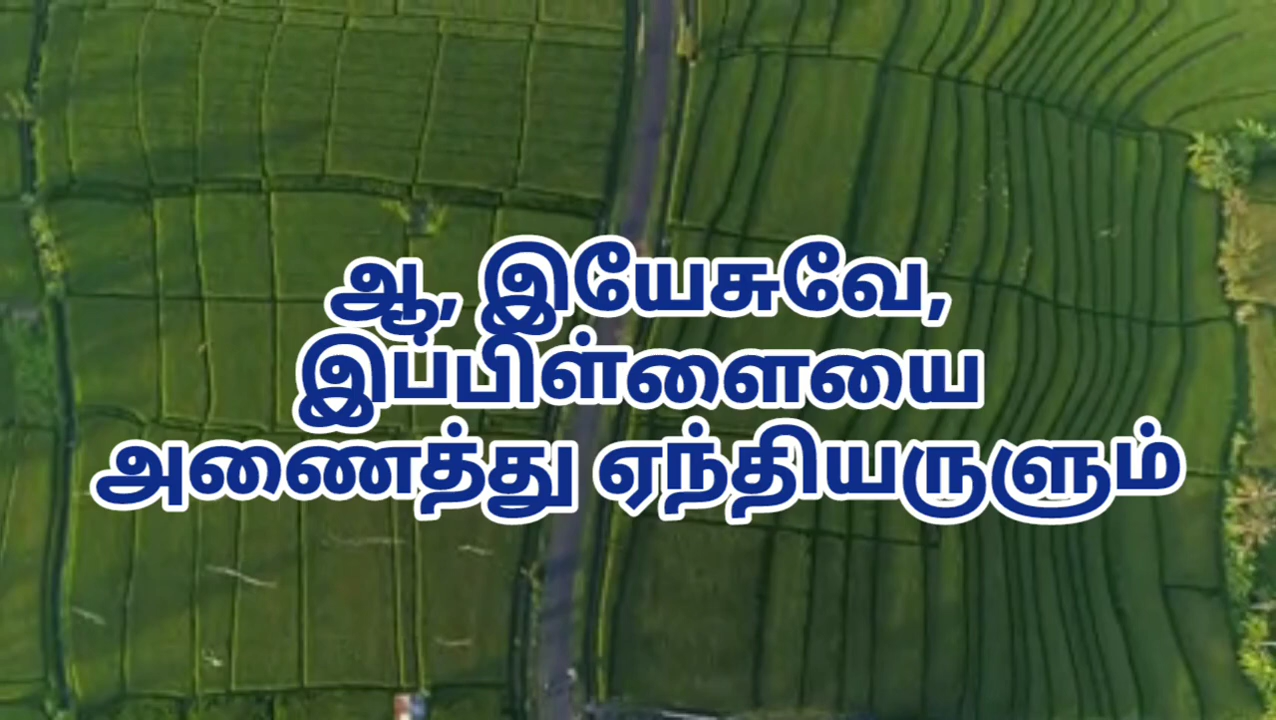 ஆ, இயேசுவே,
இப்பிள்ளையை
அணைத்து ஏந்தியருளும்